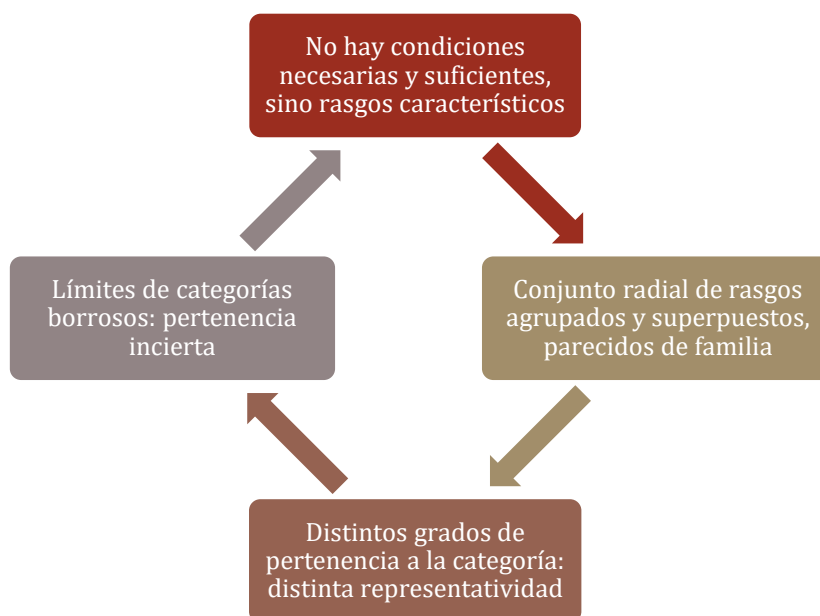 No hay condiciones
necesarias y suficientes,
sino rasgos característicos
Conjunto radial de rasgos
agrupados y superpuestos,
parecidos de familia
Distintos grados de
pertenencia a la categoría:
distinta representatividad
Límites de categorías
borrosos: pertenencia
incierta